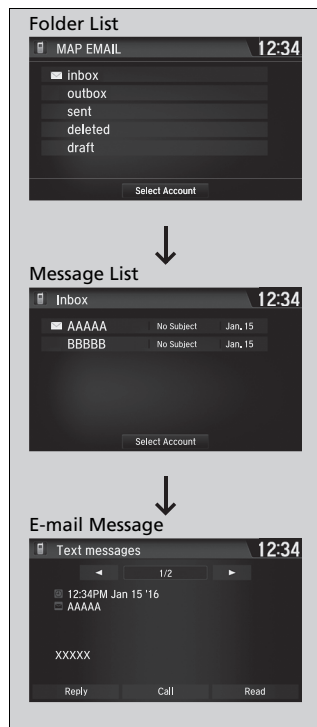 Folder List
MAP EMAIL 12:34
inbox
outbox
sent
deleted
draft
Select Account
Message List
Inbox 12:34
AAAAA No Subject Jan. 15
BBBBB No Subject Jan. 15
Select Account
E-mail Message
Text messages 12:34
◄ 1/2 ►
12:34PM Jan 15 '16
AAAAA
XXXXX
Reply Call Read